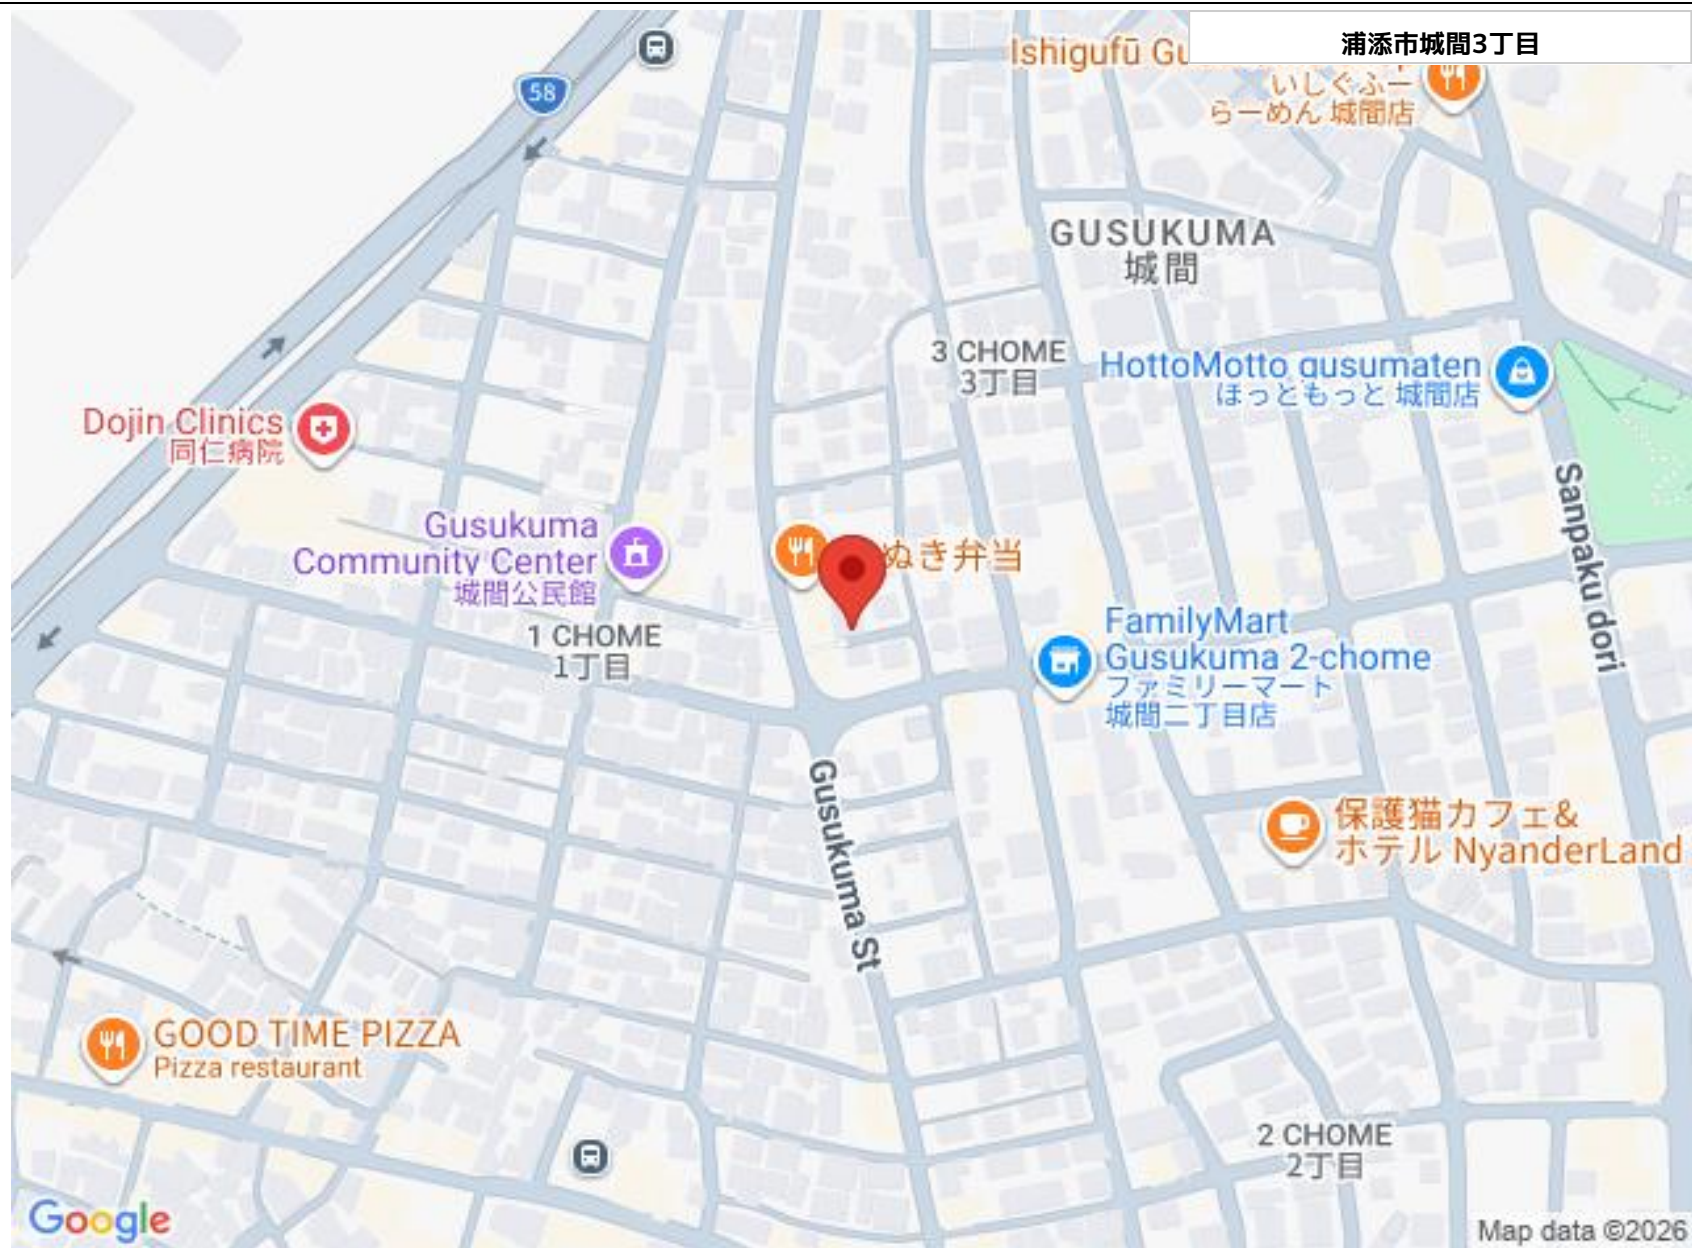 浦添市城間3丁目
58
Ishigufū Gu
いしぐふー
らーめん 城間店
GUSUKUMA
城間
3 CHOME
3丁目
HottoMotto gusumaten
ほっともっと 城間店
Dojin Clinics
同仁病院
Sanpaku dori
Gusukuma
Community Center
城間公民館
ぬき弁当
1 CHOME
1丁目
FamilyMart
Gusukuma 2-chome
ファミリーマート
城間二丁目店
Gusukuma St
保護猫カフェ&
ホテル NyanderLand
GOOD TIME PIZZA
Pizza restaurant
2 CHOME
2丁目
Google
Map data ©2026